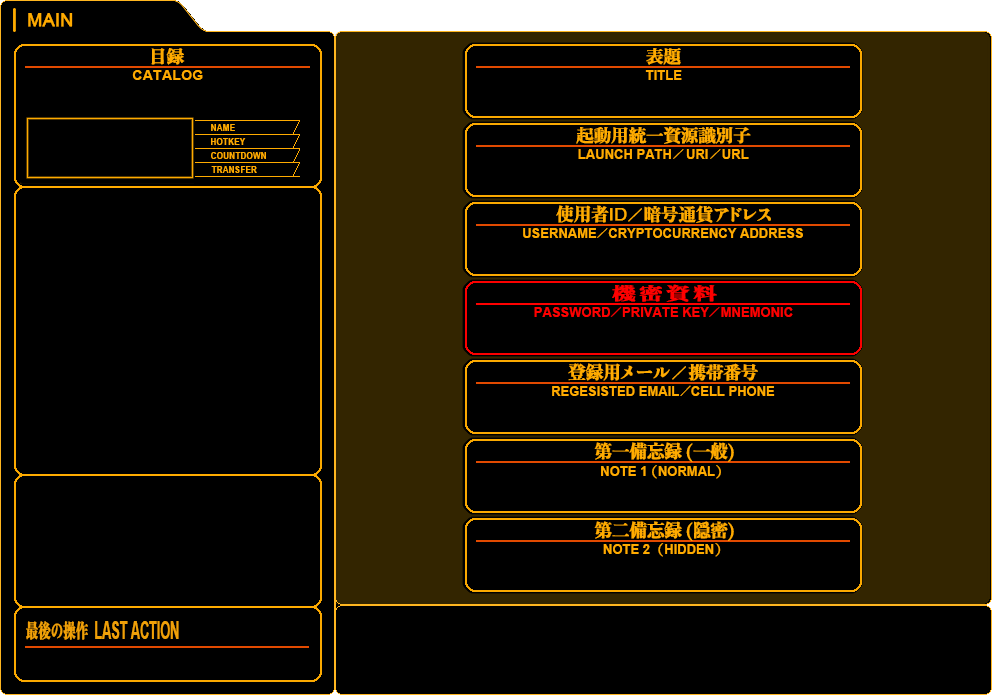 MAIN
目録
CATALOG
NAME
HOTKEY
COUNTDOWN
TRANSFER
最後の操作 LAST ACTION
表題
TITLE
起動用統一資源識別子
LAUNCH PATH／URI／URL
使用者ID／暗号通貨アドレス
USERNAME／CRYPTOCURRENCY ADDRESS
機密資料
PASSWORD／PRIVATE KEY／MNEMONIC
登録用メール／携帯番号
REGESISTED EMAIL／CELL PHONE
第一備忘録 (一般)
NOTE 1 (NORMAL)
第二備忘録 (隠密)
NOTE 2 (HIDDEN)